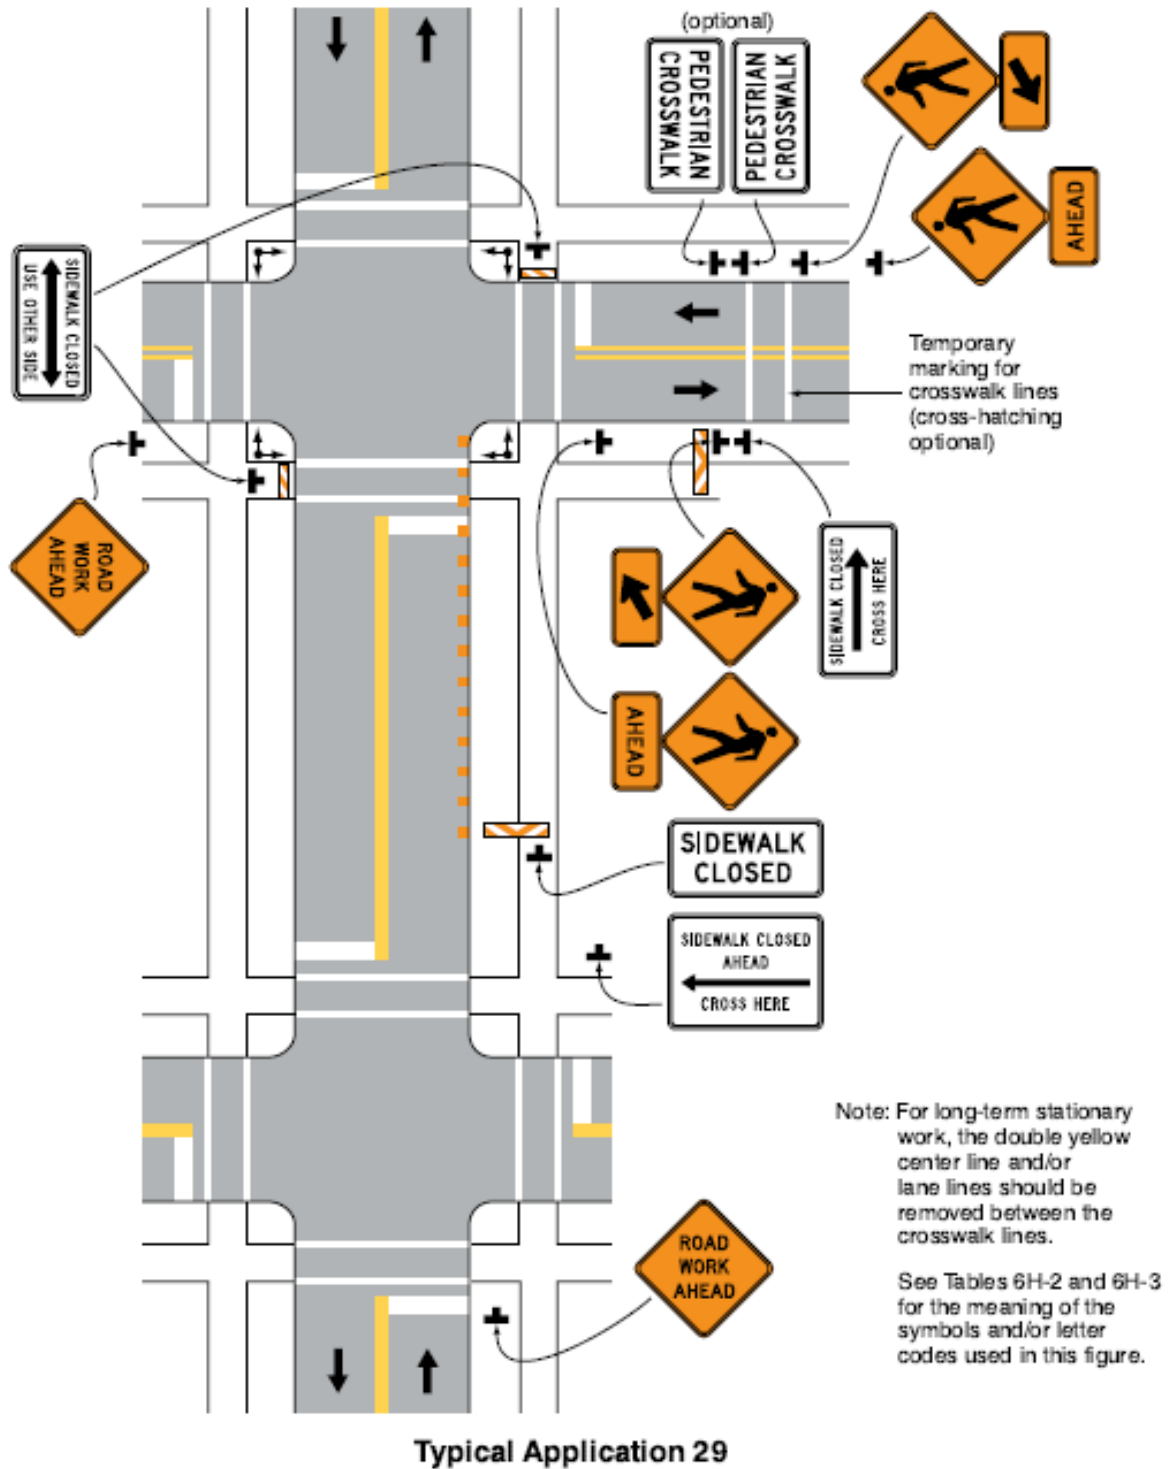 (optional)
PEDESTRIAN
CROSSWALK
PEDESTRIAN
CROSSWALK
AHEAD
SIDEWALK CLOSED
USE OTHER SIDE
Temporary
marking for
crosswalk lines
(cross-hatching
optional)
ROAD
WORK
AHEAD
SIDEWALK CLOSED
CROSS HERE
AHEAD
SIDEWALK
CLOSED
SIDEWALK CLOSED
AHEAD
CROSS HERE
Note: For long-term stationary
work, the double yellow
center line and/or
lane lines should be
removed between the
crosswalk lines.
See Tables 6H-2 and 6H-3
for the meaning of the
symbols and/or letter
codes used in this figure.
ROAD
WORK
AHEAD
Typical Application 29